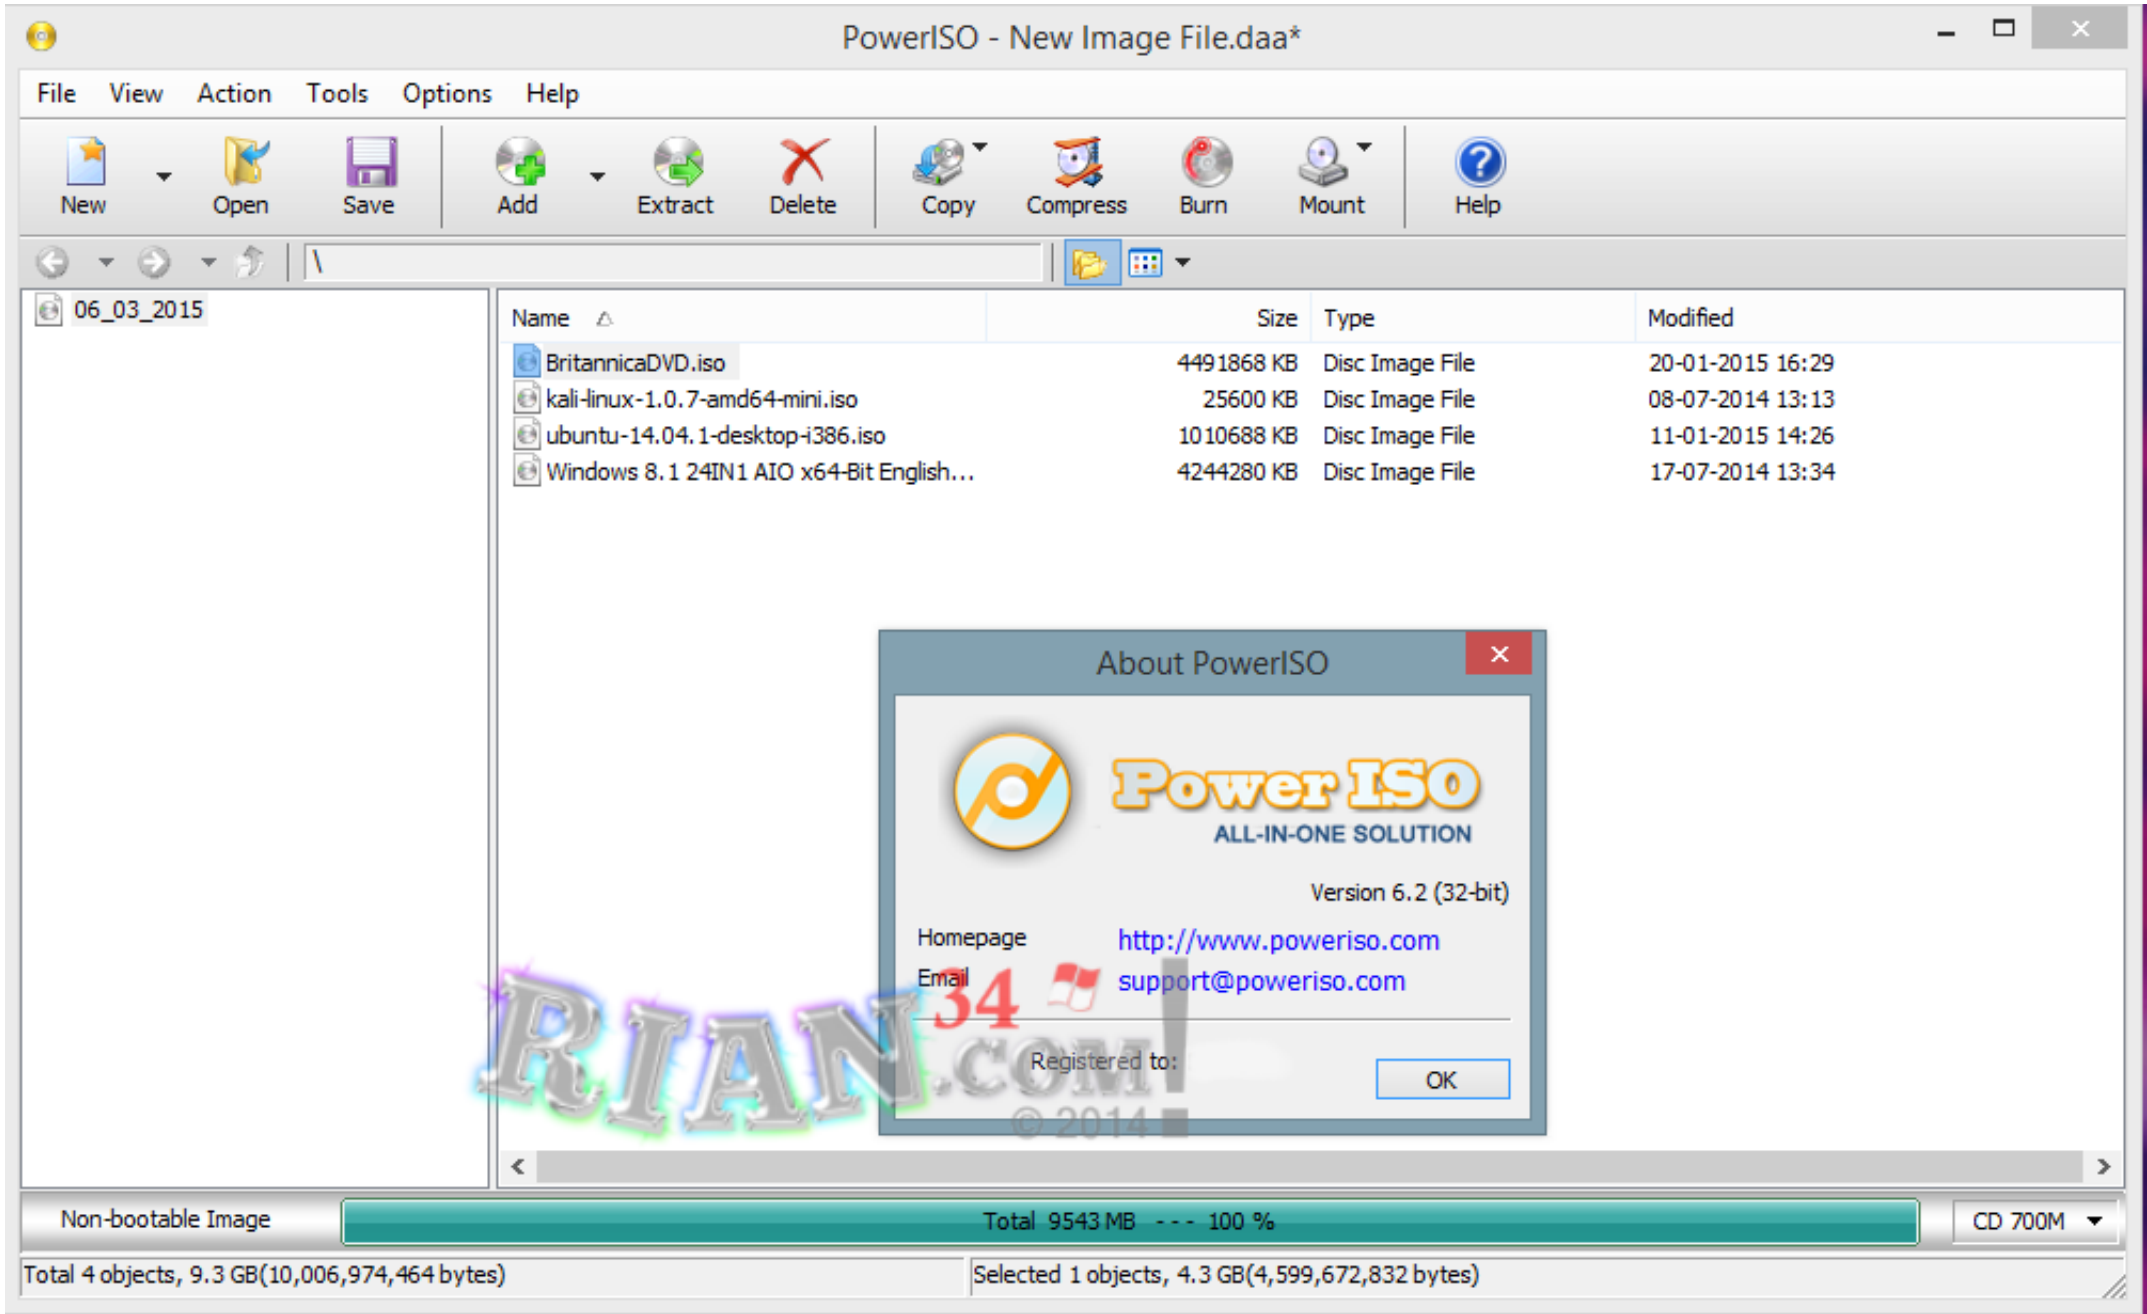 PowerISO - New Image File.daa*
File View Action Tools Options Help
New Open Save Add Extract Delete Copy Compress Burn Mount Help
\
06_03_2015
Name Size Type Modified
BritannicaDVD.iso 4491868 KB Disc Image File 20-01-2015 16:29
kali-linux-1.0.7-amd64-mini.iso 25600 KB Disc Image File 08-07-2014 13:13
ubuntu-14.04.1-desktop-i386.iso 1010688 KB Disc Image File 11-01-2015 14:26
Windows 8.1 24IN1 AIO x64-Bit English... 4244280 KB Disc Image File 17-07-2014 13:34
About PowerISO
Power ISO
ALL-IN-ONE SOLUTION
Version 6.2 (32-bit)
Homepage http://www.poweriso.com
Email support@poweriso.com
RIAN 34 .COM!
© 2014
Registered to:
OK
Non-bootable Image Total 9543 MB --- 100 % CD 700M
Total 4 objects, 9.3 GB(10,006,974,464 bytes) Selected 1 objects, 4.3 GB(4,599,672,832 bytes)